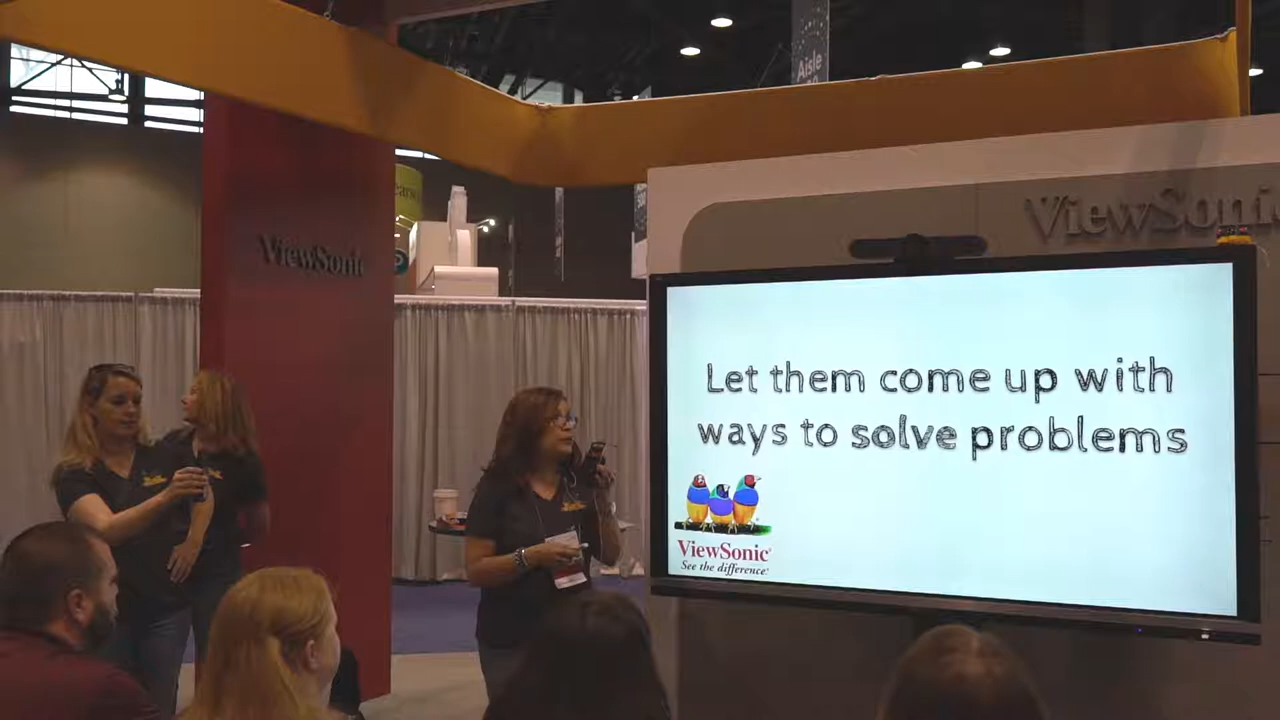 Aisle
ViewSonic
ViewSonic
Let them come up with
ways to solve problems
ViewSonic®
See the difference®